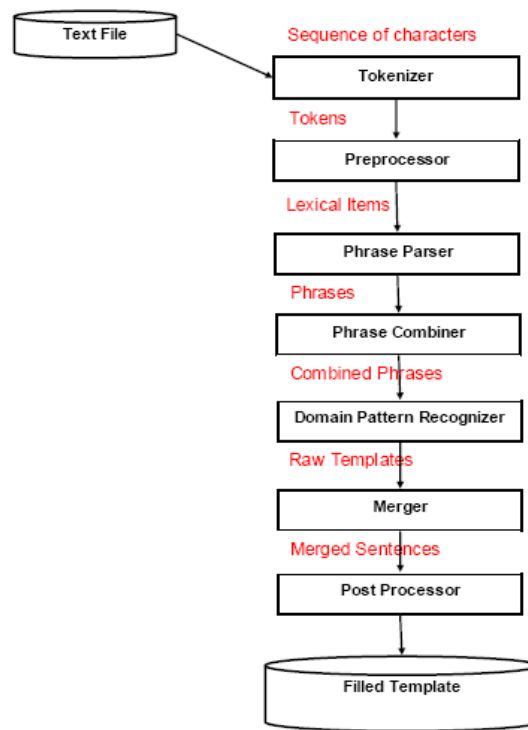 Text File
Sequence of characters
Tokenizer
Tokens
Preprocessor
Lexical Items
Phrase Parser
Phrases
Phrase Combiner
Combined Phrases
Domain Pattern Recognizer
Raw Templates
Merger
Merged Sentences
Post Processor
Filled Template